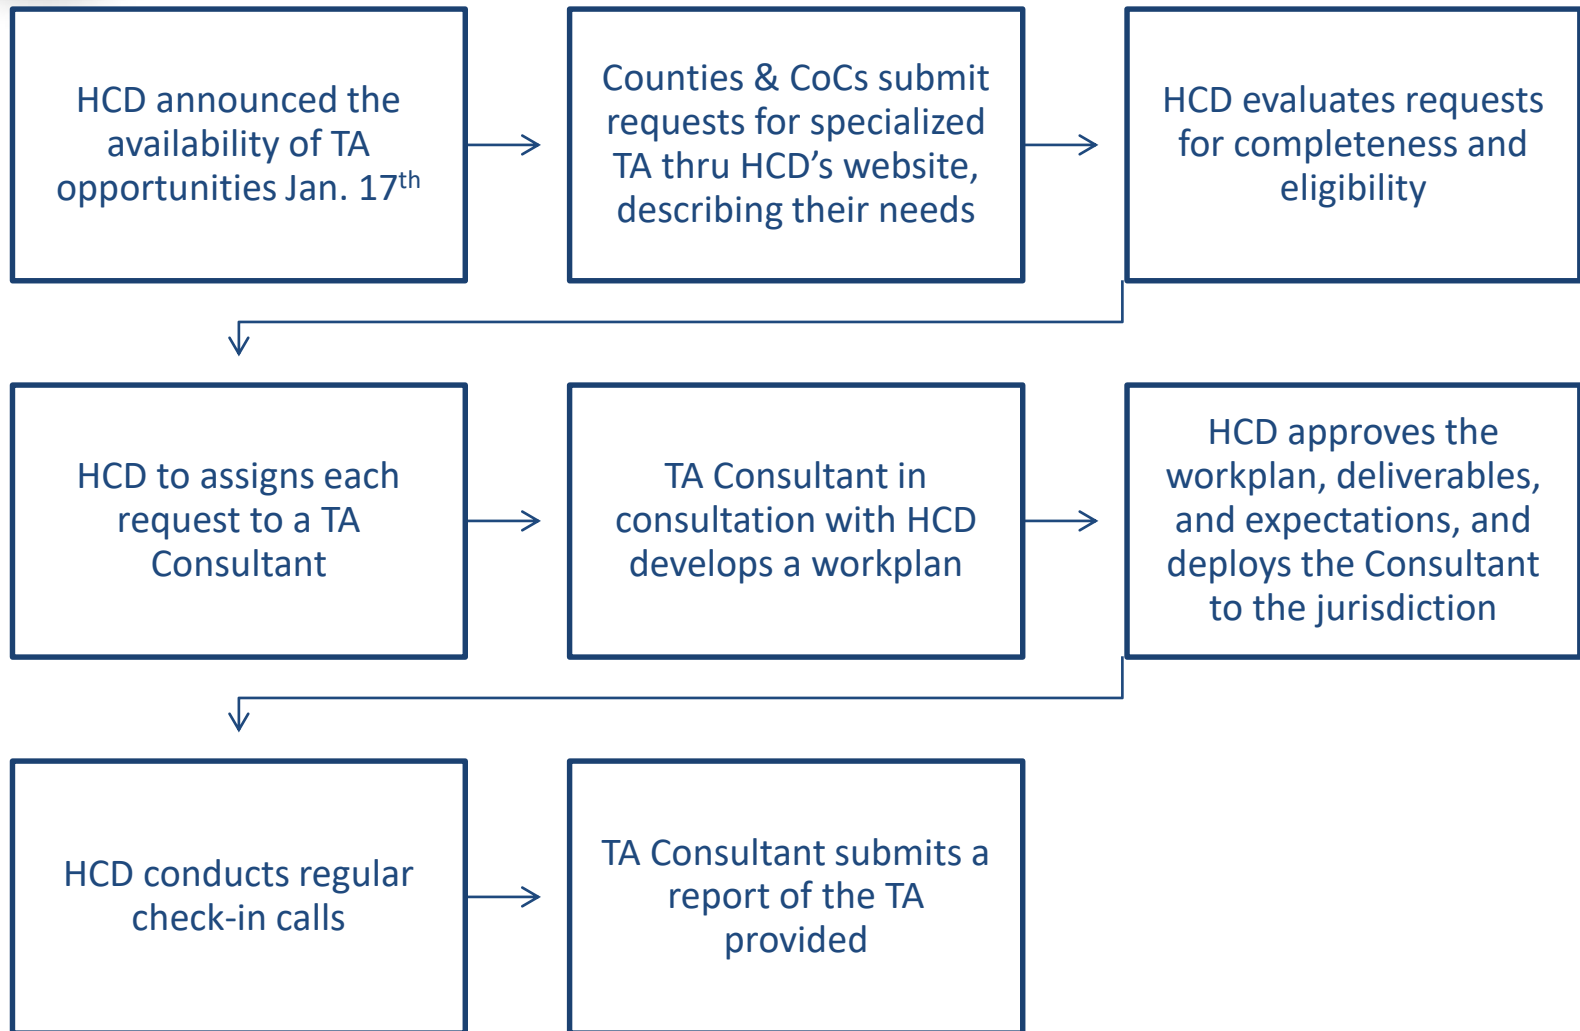 HCD announced the
availability of TA
opportunities Jan. 17th
Counties & CoCs submit
requests for specialized
TA thru HCD’s website,
describing their needs
HCD evaluates requests
for completeness and
eligibility
HCD to assigns each
request to a TA
Consultant
TA Consultant in
consultation with HCD
develops a workplan
HCD approves the
workplan, deliverables,
and expectations, and
deploys the Consultant
to the jurisdiction
HCD conducts regular
check-in calls
TA Consultant submits a
report of the TA
provided